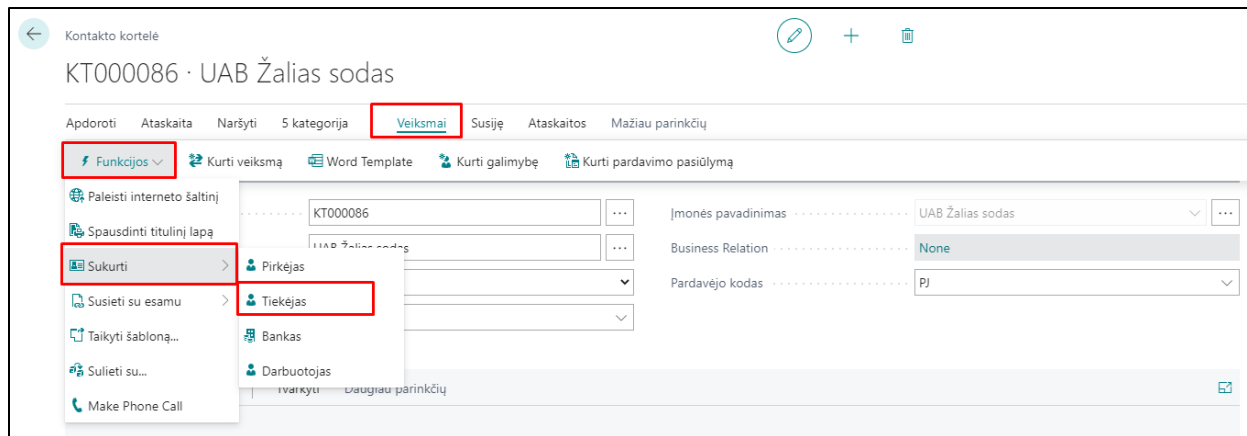 Kontakto kortelė
KT000086 · UAB Žalias sodas
Apdoroti Ataskaita Naršyti 5 kategorija Veiksmai Susiję Ataskaitos Mažiau parinkčių
Funkcijos Kurti veiksmą Word Template Kurti galimybę Kurti pardavimo pasiūlymą
Paleisti interneto šaltinį
KT000086
Įmonės pavadinimas
UAB Žalias sodas
Spausdinti titulinį lapą
UAB Žalias sodas
Business Relation
None
Sukurti
Pirkėjas
Pardavėjo kodas
PJ
Susieti su esamu
Tiekėjas
Taikyti šabloną...
Bankas
Sulieti su...
Darbuotojas
Tvarkyti Daugiau parinkčių
Make Phone Call